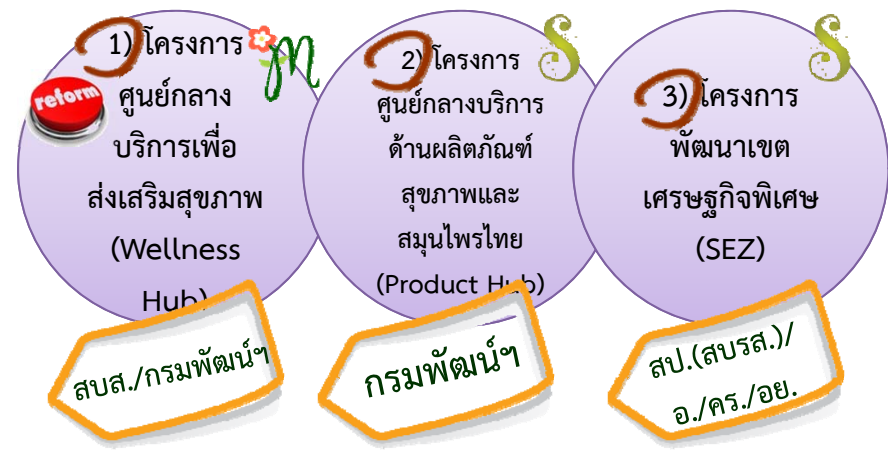 1) โครงการ
ศูนย์กลาง
บริการเพื่อ
ส่งเสริมสุขภาพ
(Wellness
Hub)
reform
m
สบส./กรมพัฒน์ฯ
2) โครงการ
ศูนย์กลางบริการ
ด้านผลิตภัณฑ์
สุขภาพและ
สมุนไพรไทย
(Product Hub)
S
กรมพัฒน์ฯ
3) โครงการ
พัฒนาเขต
เศรษฐกิจพิเศษ
(SEZ)
S
สป.(สบรส.)/
อ./คร./อย.